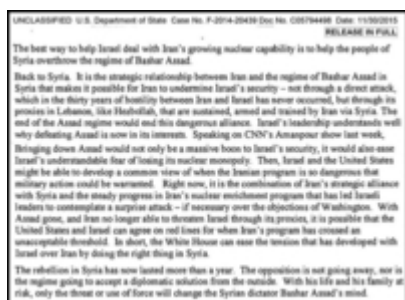 UNCLASSIFIED U.S. Department of State Case No. F-2014-20439 Doc No. C05794498 Date: 11/30/2015
RELEASE IN FULL
The best way to help Israel deal with Iran's growing nuclear capability is to help the people of
Syria overthrow the regime of Bashar Assad.
Back to Syria. It is the strategic relationship between Iran and the regime of Bashar Assad in
Syria that makes it possible for Iran to undermine Israel's security – not through a direct attack,
which in the thirty years of hostility between Iran and Israel has never occurred, but through its
proxies in Lebanon, like Hezbollah, that are sustained, armed and trained by Iran via Syria. The
end of the Assad regime would end this dangerous alliance. Israel's leadership understands well
why defeating Assad is now in its interests. Speaking on CNN's Amanpour show last week,
Bringing down Assad would not only be a massive boon to Israel's security, it would also ease
Israel's understandable fear of losing its nuclear monopoly. Then, Israel and the United States
might be able to develop a common view of when the Iranian program is so dangerous that
military action could be warranted. Right now, it is the combination of Iran's strategic alliance
with Syria and the steady progress in Iran's nuclear enrichment program that has led Israeli
leaders to contemplate a surprise attack – if necessary over the objections of Washington. With
Assad gone, and Iran no longer able to threaten Israel through its proxies, it is possible that the
United States and Israel can agree on red lines for when Iran's program has crossed an
unacceptable threshold. In short, the White House can ease the tension that has developed with
Israel over Iran by doing the right thing in Syria.
The rebellion in Syria has now lasted more than a year. The opposition is not going away, nor is
the regime going to accept a diplomatic solution from the outside. With his life and his family at
risk, only the threat or use of force will change the Syrian dictator Bashar Assad's mind.